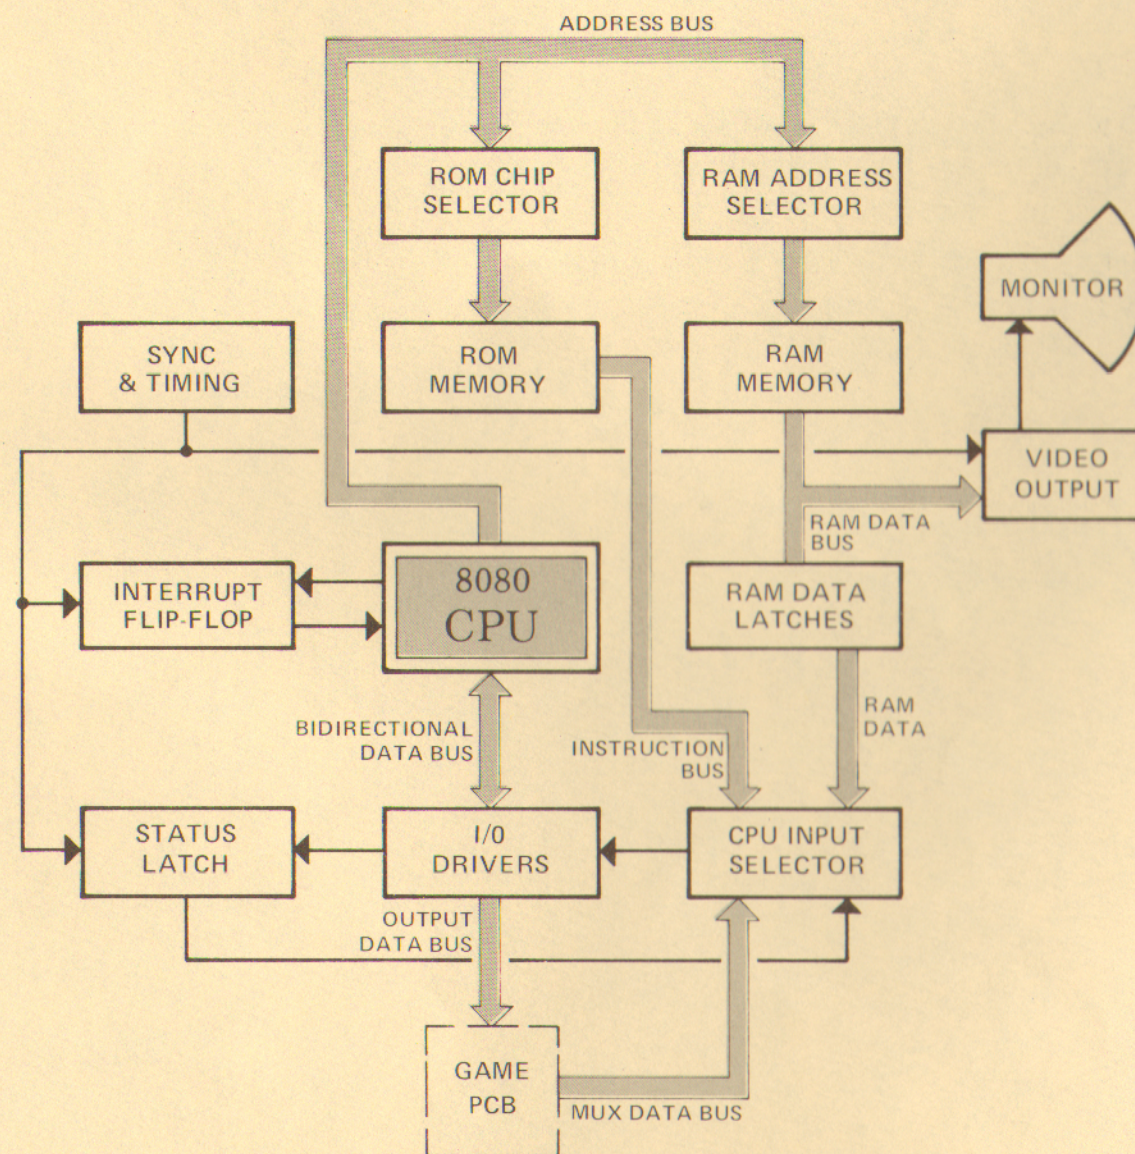 ADDRESS BUS
ROM CHIP
SELECTOR
RAM ADDRESS
SELECTOR
MONITOR
SYNC
& TIMING
ROM
MEMORY
RAM
MEMORY
VIDEO
OUTPUT
RAM DATA
BUS
INTERRUPT
FLIP-FLOP
8080
CPU
RAM DATA
LATCHES
RAM
DATA
BIDIRECTIONAL
DATA BUS
INSTRUCTION
BUS
STATUS
LATCH
I/O
DRIVERS
CPU INPUT
SELECTOR
OUTPUT
DATA BUS
GAME
PCB
MUX DATA BUS